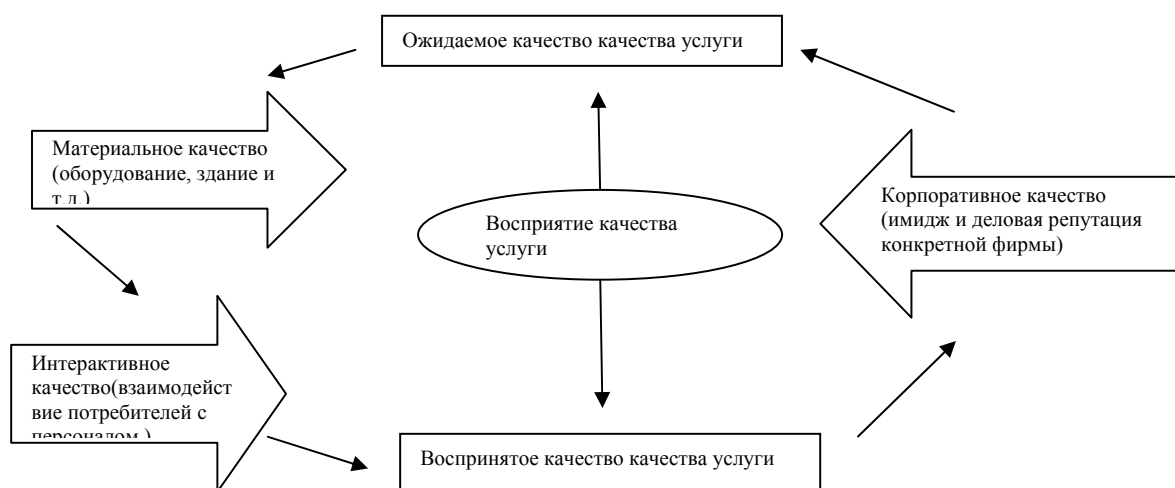 Ожидаемое качество качества услуги
Материальное качество
(оборудование, здание и
т.д.)
Корпоративное качество
(имидж и деловая репутация
конкретной фирмы)
Восприятие качества
услуги
Интерактивное
качество(взаимодейст
вие потребителей с
персоналом )
Воспринятое качество качества услуги